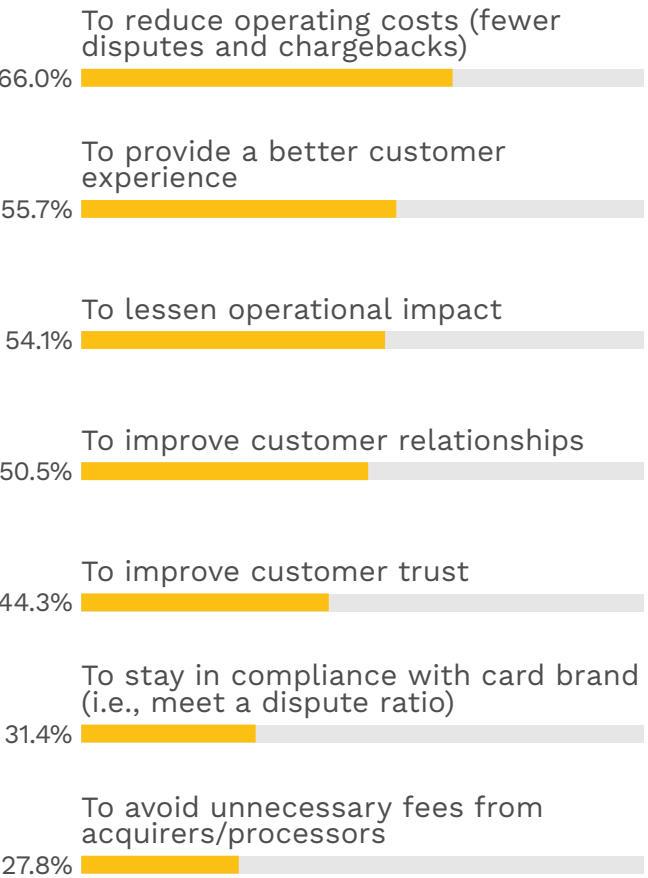 To reduce operating costs (fewer
disputes and chargebacks)
66.0%
To provide a better customer
experience
55.7%
To lessen operational impact
54.1%
To improve customer relationships
50.5%
To improve customer trust
44.3%
To stay in compliance with card brand
(i.e., meet a dispute ratio)
31.4%
To avoid unnecessary fees from
acquirers/processors
27.8%